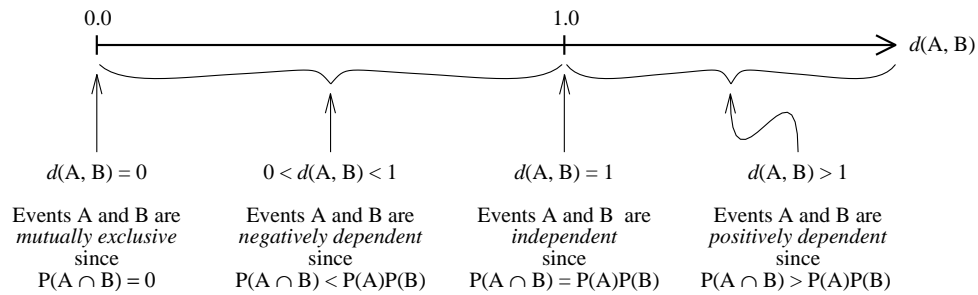 0.0
1.0
d(A, B)
d(A, B) = 0
Events A and B are
mutually exclusive
since
P(A ∩ B) = 0
0 < d(A, B) < 1
Events A and B are
negatively dependent
since
P(A ∩ B) < P(A)P(B)
d(A, B) = 1
Events A and B are
independent
since
P(A ∩ B) = P(A)P(B)
d(A, B) > 1
Events A and B are
positively dependent
since
P(A ∩ B) > P(A)P(B)